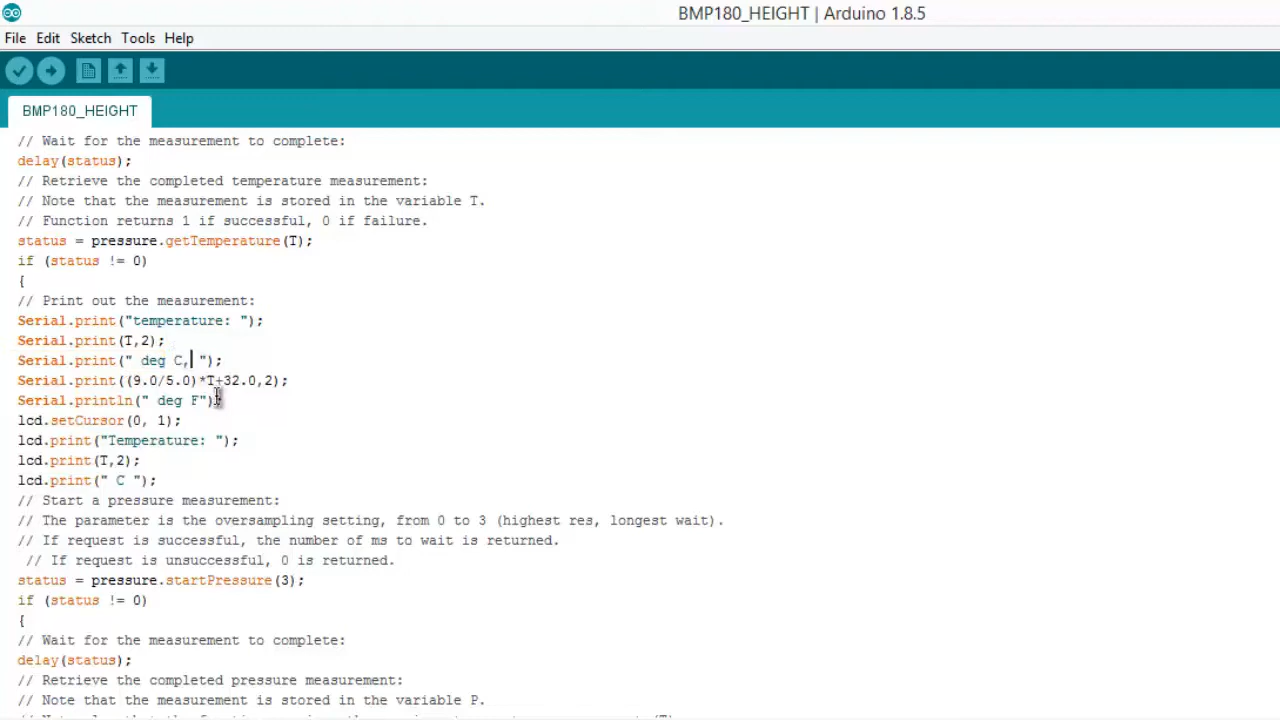 BMP180_HEIGHT | Arduino 1.8.5
File Edit Sketch Tools Help
BMP180_HEIGHT
// Wait for the measurement to complete:
delay(status);
// Retrieve the completed temperature measurement:
// Note that the measurement is stored in the variable T.
// Function returns 1 if successful, 0 if failure.
status = pressure.getTemperature(T);
if (status != 0)
{
// Print out the measurement:
Serial.print("temperature: ");
Serial.print(T,2);
Serial.print(" deg C, ");
Serial.print((9.0/5.0)*T+32.0,2);
Serial.println(" deg F");
lcd.setCursor(0, 1);
lcd.print("Temperature: ");
lcd.print(T,2);
lcd.print(" C ");
// Start a pressure measurement:
// The parameter is the oversampling setting, from 0 to 3 (highest res, longest wait).
// If request is successful, the number of ms to wait is returned.
// If request is unsuccessful, 0 is returned.
status = pressure.startPressure(3);
if (status != 0)
{
// Wait for the measurement to complete:
delay(status);
// Retrieve the completed pressure measurement:
// Note that the measurement is stored in the variable P.